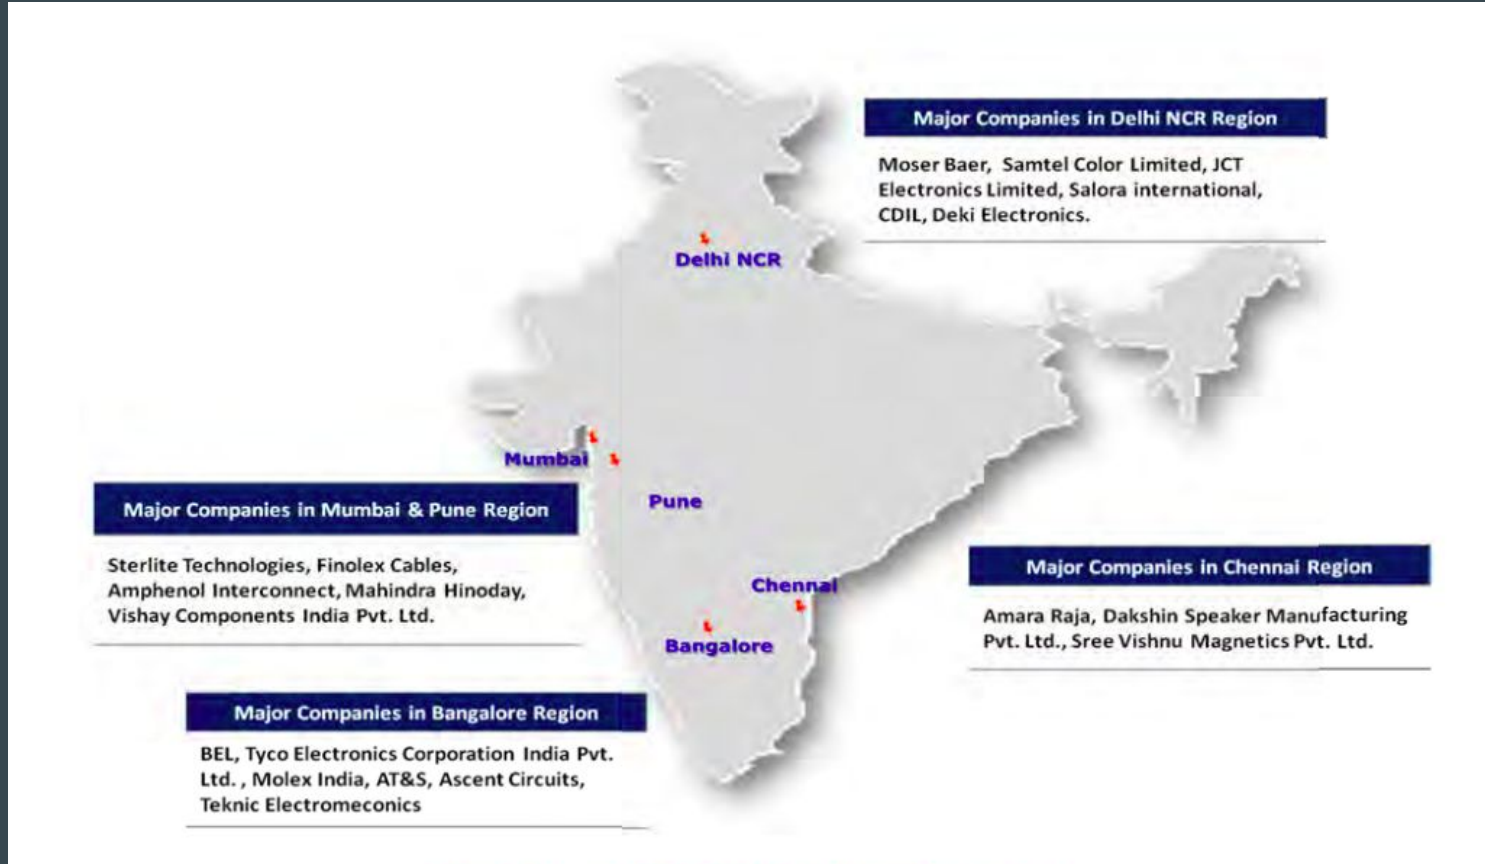 Major Companies in Delhi NCR Region
Moser Baer, Samtel Color Limited, JCT
Electronics Limited, Salora international,
CDIL, Deki Electronics.
Delhi NCR
Mumbai
Pune
Major Companies in Mumbai & Pune Region
Sterlite Technologies, Finolex Cables,
Amphenol Interconnect, Mahindra Hinoday,
Vishay Components India Pvt. Ltd.
Chennai
Bangalore
Major Companies in Chennai Region
Amara Raja, Dakshin Speaker Manufacturing
Pvt. Ltd., Sree Vishnu Magnetics Pvt. Ltd.
Major Companies in Bangalore Region
BEL, Tyco Electronics Corporation India Pvt.
Ltd. , Molex India, AT&S, Ascent Circuits,
Teknic Electromeconics